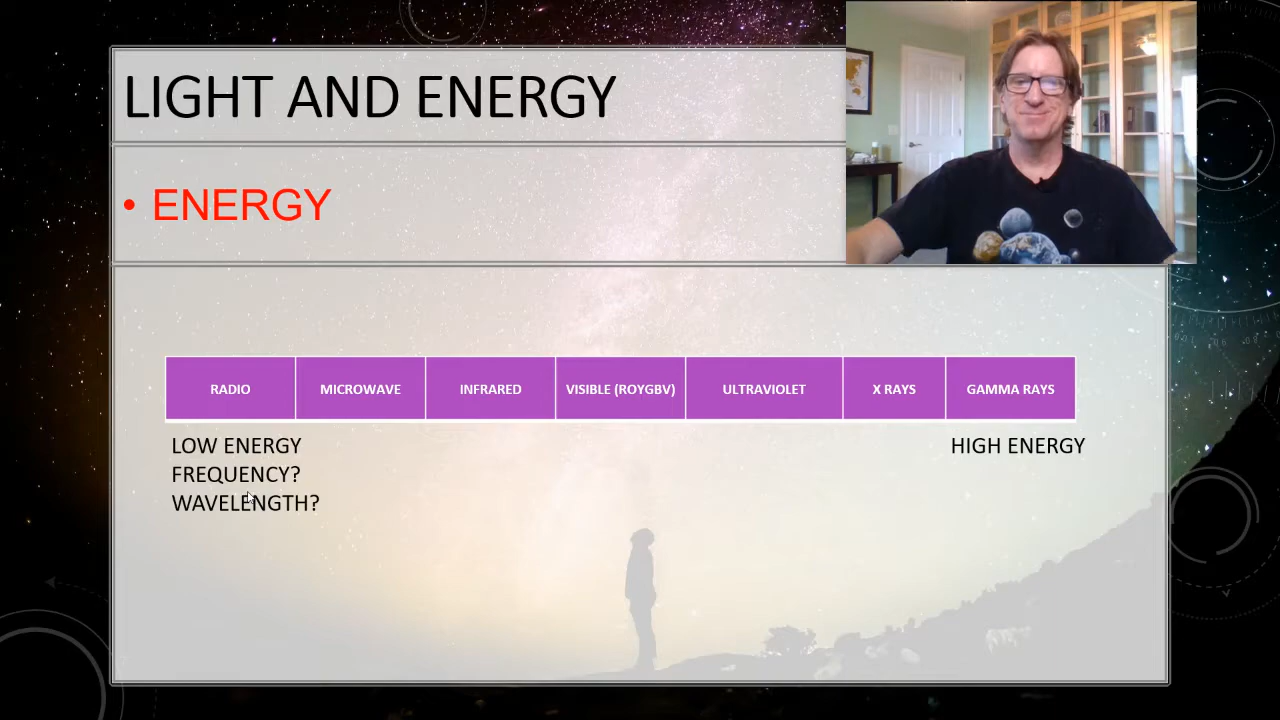 LIGHT AND ENERGY
• ENERGY
RADIO MICROWAVE INFRARED VISIBLE (ROYGBV) ULTRAVIOLET X RAYS GAMMA RAYS
LOW ENERGY HIGH ENERGY
FREQUENCY?
WAVELENGTH?